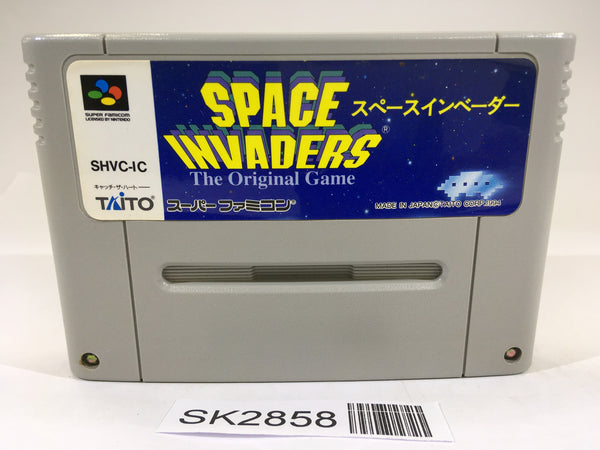 SUPER FAMICOM
LICENSED BY NINTENDO
SHVC-IC
キャッチ・ザ・ハート
TAITO
SPACE
INVADERS®
The Original Game
スペースインベーダー
スーパーファミコン
MADE IN JAPAN©TAITO CORP.1994
SK2858